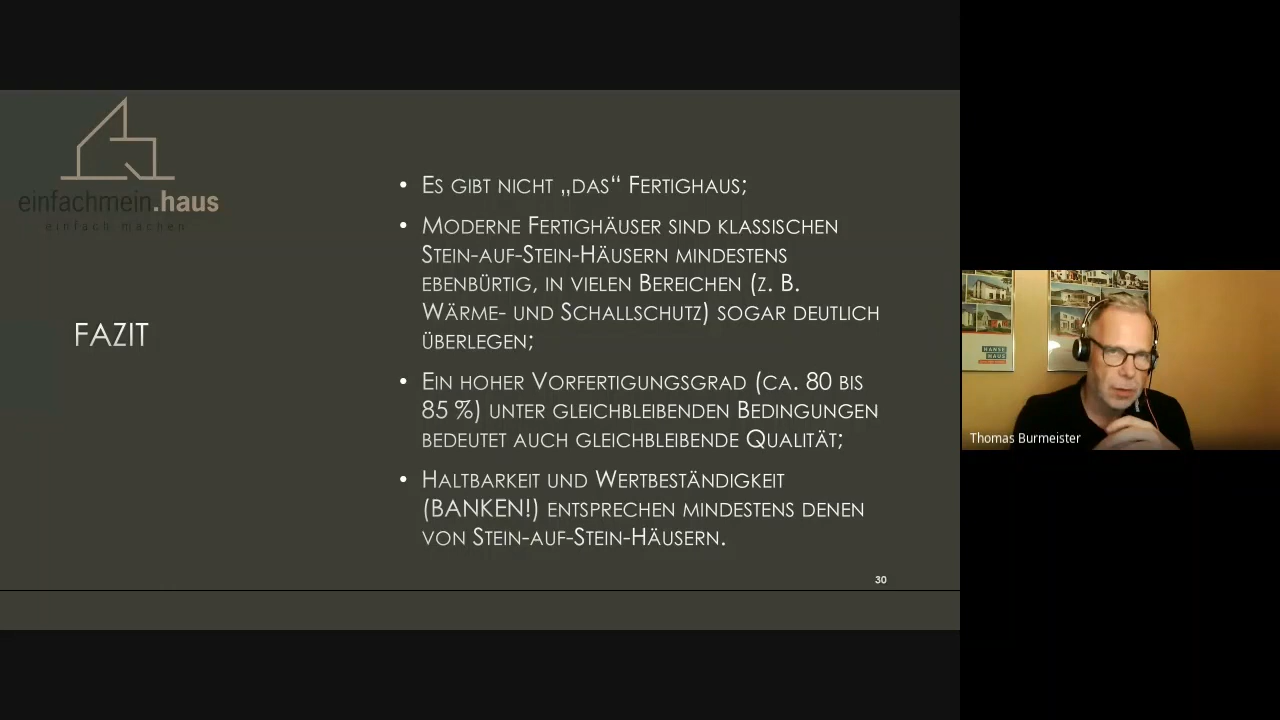 einfachmein.haus
einfach machen
FAZIT
• Es gibt nicht „das“ Fertighaus;
• Moderne Fertighäuser sind klassischen
Stein-auf-Stein-Häusern mindestens
ebenbürtig, in vielen Bereichen (z. B.
Wärme- und Schallschutz) sogar deutlich
überlegen;
• Ein hoher Vorfertigungsgrad (ca. 80 bis
85 %) unter gleichbleibenden Bedingungen
bedeutet auch gleichbleibende Qualität;
• Haltbarkeit und Wertbeständigkeit
(BANKEN!) entsprechen mindestens denen
von Stein-auf-Stein-Häusern.
30
HANSE
HAUS
Thomas Burmeister